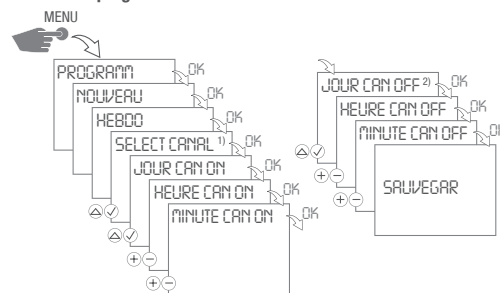 MENU
PROGRAMM
OK
NOUVEAU
OK
HEBDO
OK
SELECT CANAL 1)
OK
JOUR CAN ON
OK
HEURE CAN ON
OK
MINUTE CAN ON
OK
JOUR CAN OFF 2)
OK
HEURE CAN OFF
OK
MINUTE CAN OFF
SAUVEGAR